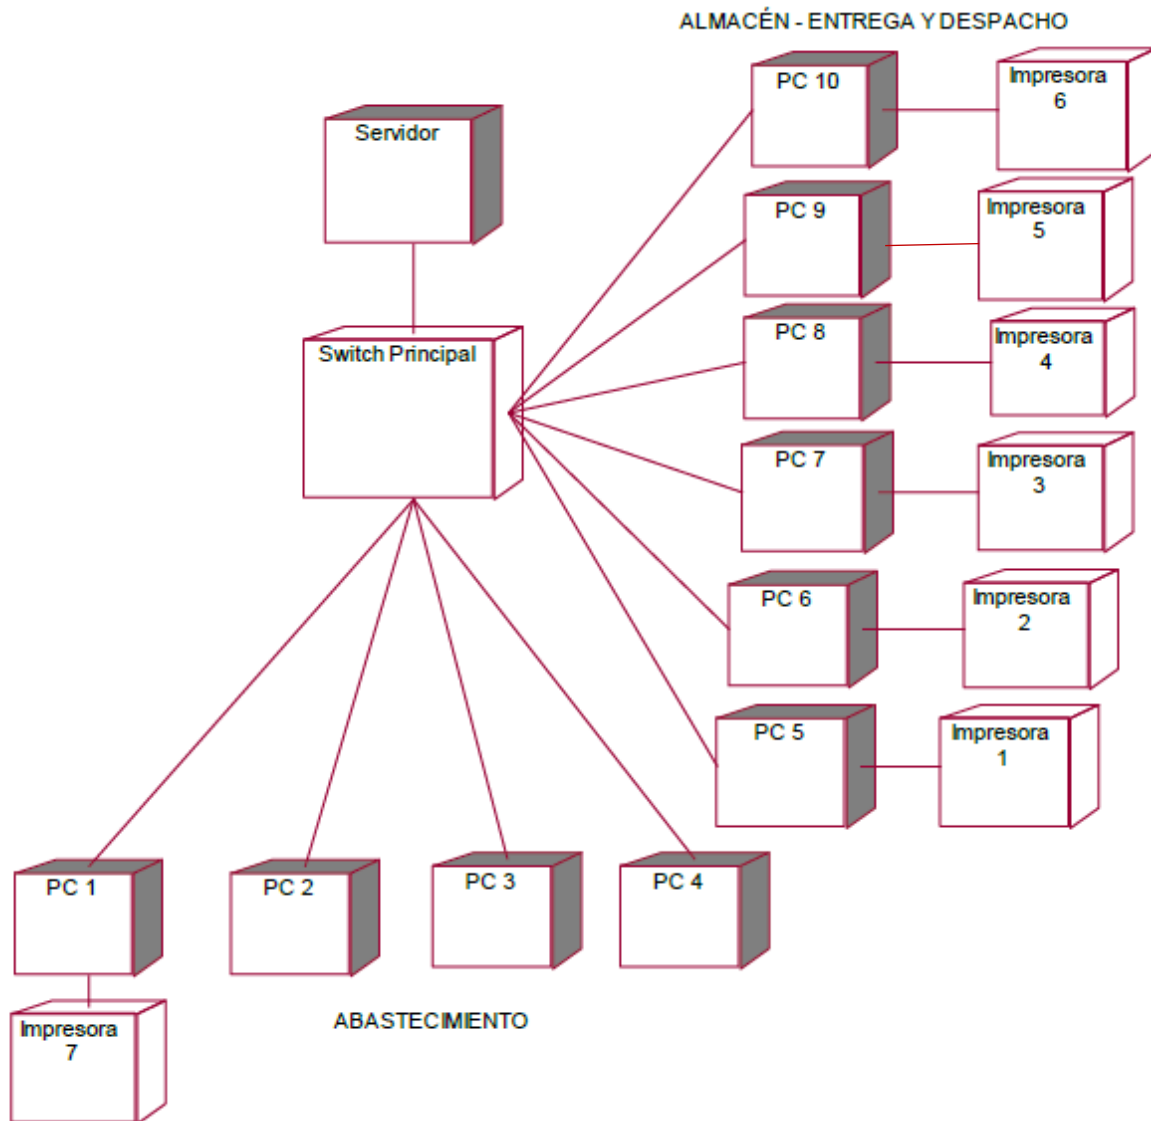 ALMACÉN - ENTREGA Y DESPACHO
PC 10
Impresora
6
Servidor
PC 9
Impresora
5
PC 8
Impresora
4
Switch Principal
PC 7
Impresora
3
PC 6
Impresora
2
PC 5
Impresora
1
PC 1
PC 2
PC 3
PC 4
Impresora
7
ABASTECIMIENTO